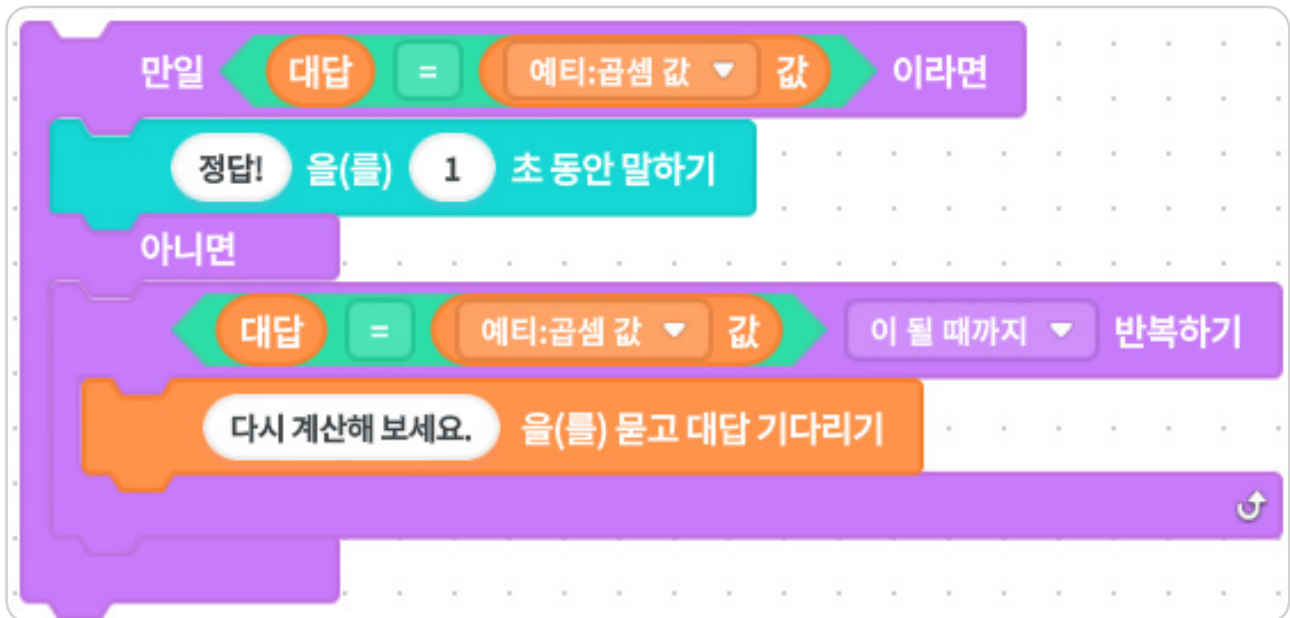 만일 대답 = 예티:곱셈 값 값 이라면
정답! 을(를) 1 초 동안 말하기
아니면
대답 = 예티:곱셈 값 값 이 될 때까지 반복하기
다시 계산해 보세요. 을(를) 묻고 대답 기다리기